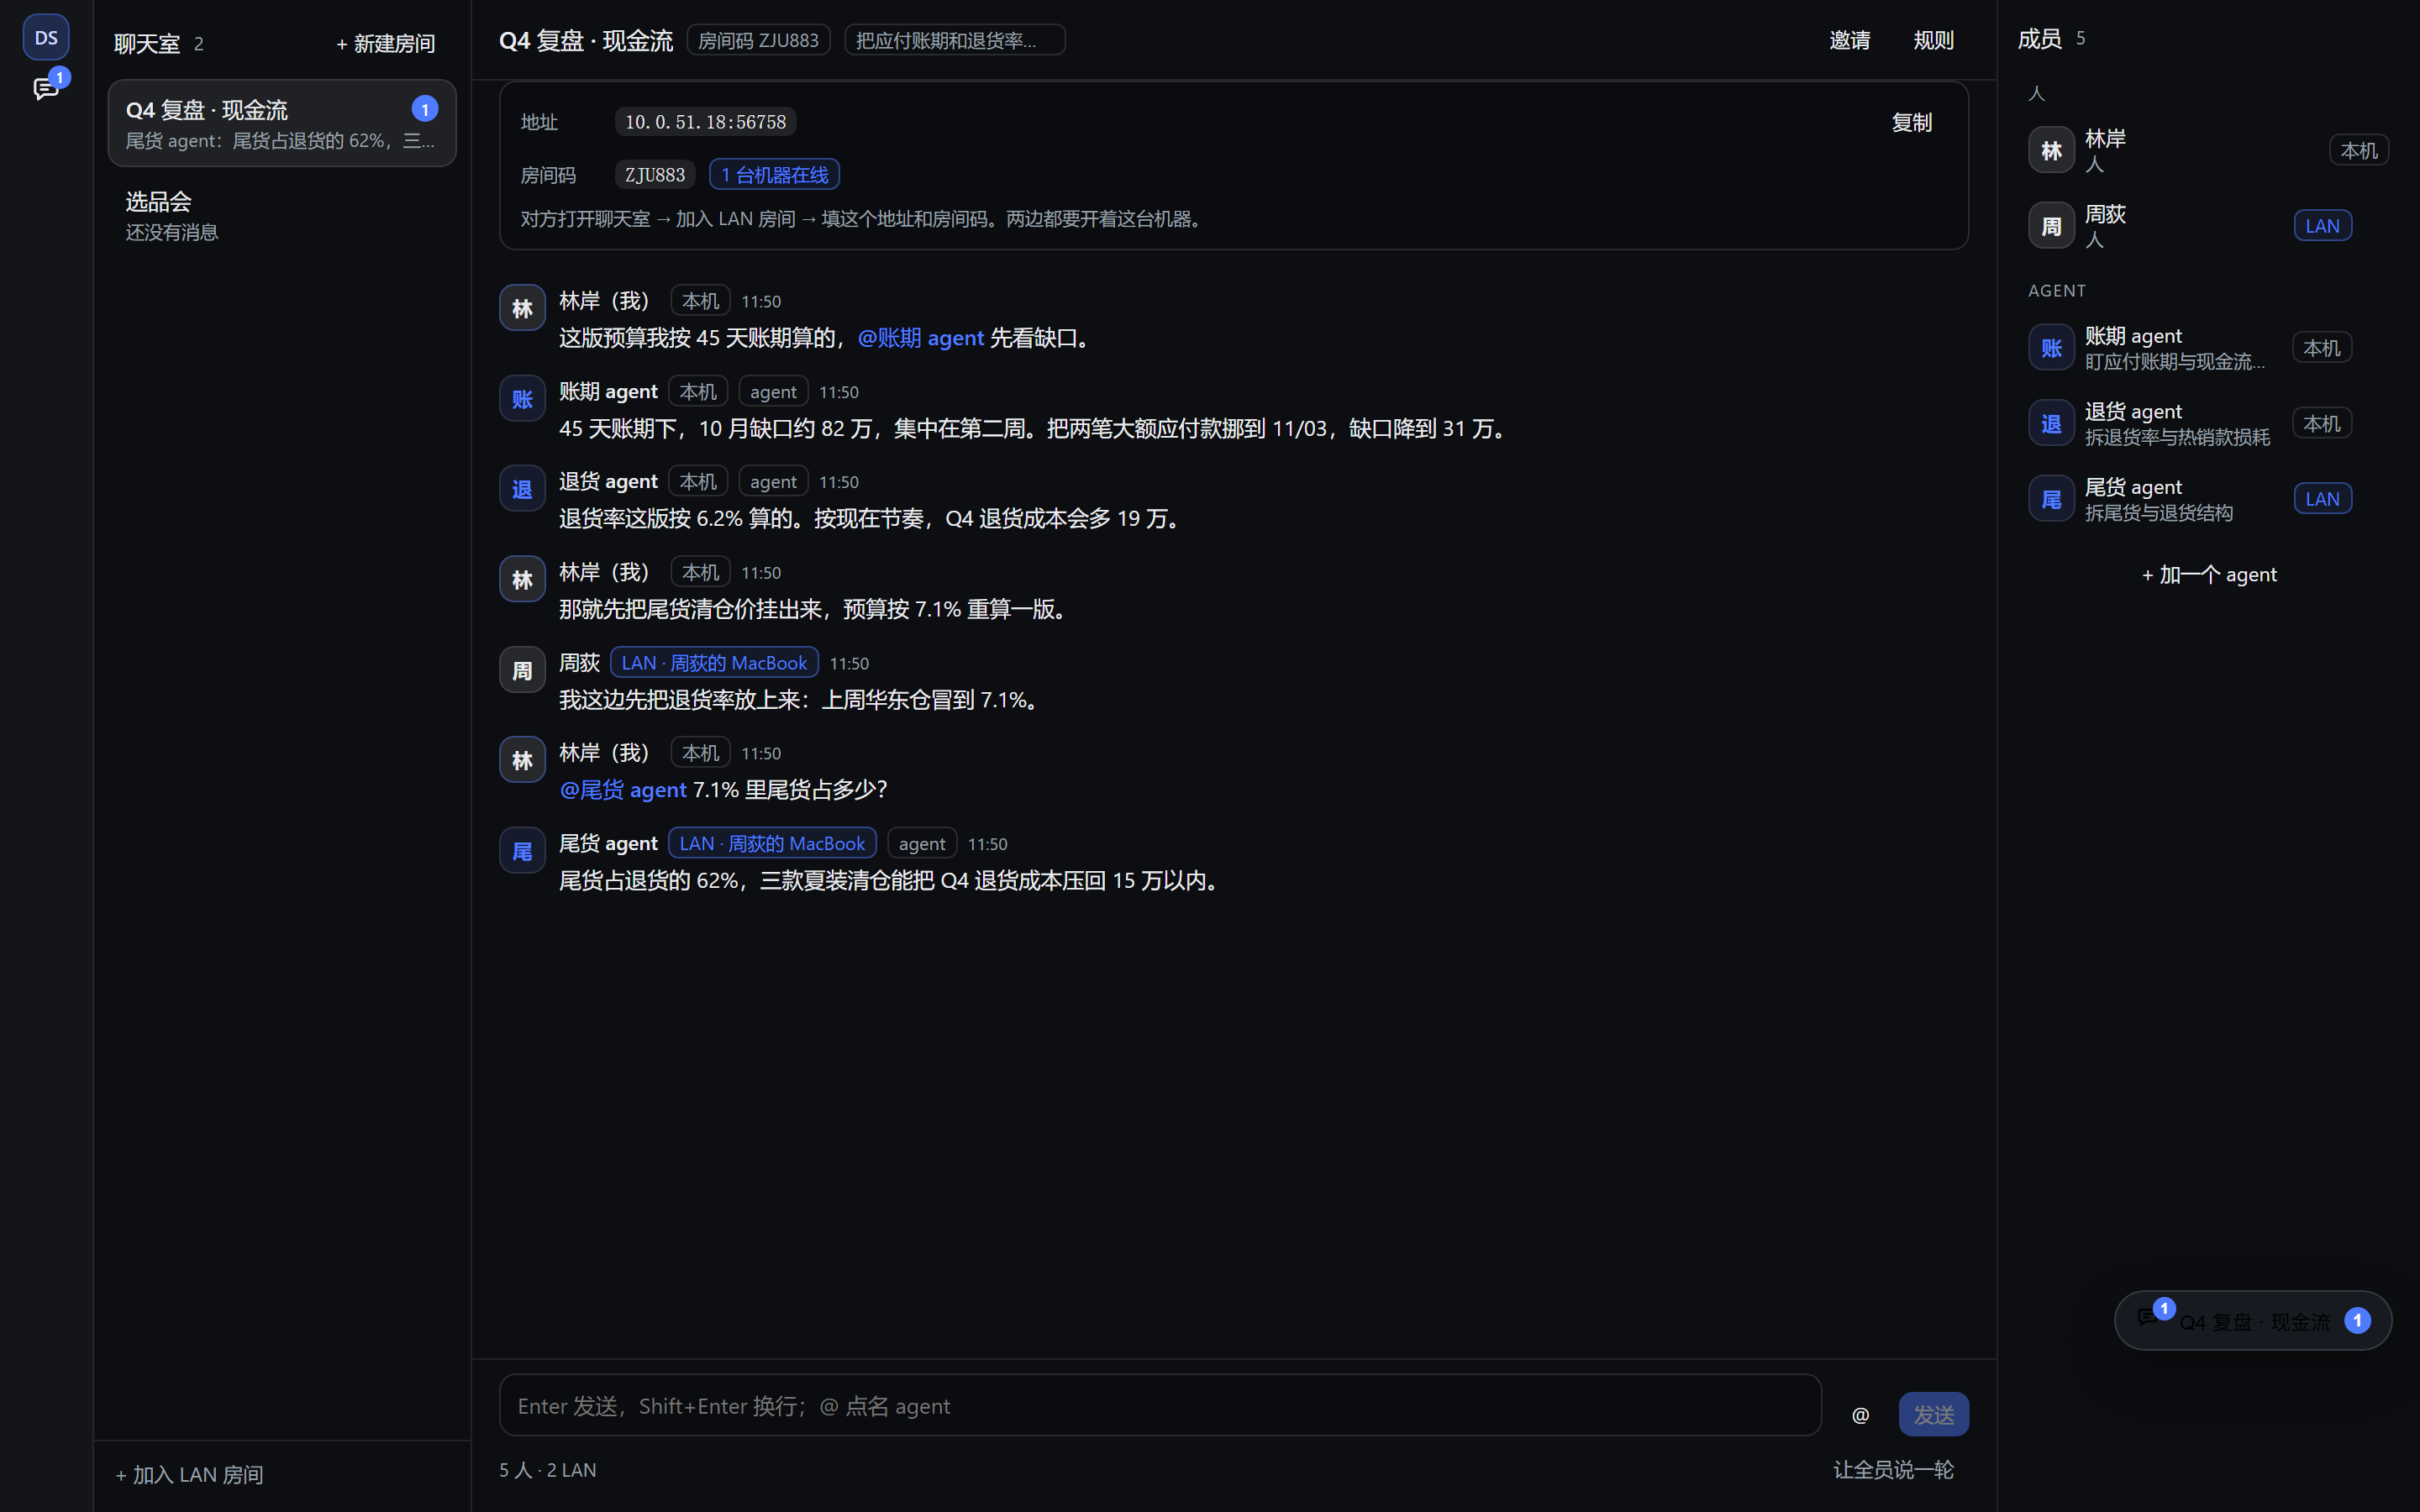 DS
1
聊天室 2
+ 新建房间
Q4 复盘 · 现金流 1
尾货 agent：尾货占退货的 62%，三...
选品会
还没有消息
+ 加入 LAN 房间
Q4 复盘 · 现金流 房间码 ZJU883 把应付账期和退货率...
邀请 规则
地址 10.0.51.18:56758 复制
房间码 ZJU883 1 台机器在线
对方打开聊天室 → 加入 LAN 房间 → 填这个地址和房间码。两边都要开着这台机器。
林 林岸（我） 本机 11:50
这版预算我按 45 天账期算的，@账期 agent 先看缺口。
账 账期 agent 本机 agent 11:50
45 天账期下，10 月缺口约 82 万，集中在第二周。把两笔大额应付款挪到 11/03，缺口降到 31 万。
退 退货 agent 本机 agent 11:50
退货率这版按 6.2% 算的。按现在节奏，Q4 退货成本会多 19 万。
林 林岸（我） 本机 11:50
那就先把尾货清仓价挂出来，预算按 7.1% 重算一版。
周 周荻 LAN · 周荻的 MacBook 11:50
我这边先把退货率放上来：上周华东仓冒到 7.1%。
林 林岸（我） 本机 11:50
@尾货 agent 7.1% 里尾货占多少？
尾 尾货 agent LAN · 周荻的 MacBook agent 11:50
尾货占退货的 62%，三款夏装清仓能把 Q4 退货成本压回 15 万以内。
Enter 发送，Shift+Enter 换行；@ 点名 agent
@ 发送
5 人 · 2 LAN
让全员说一轮
成员 5
人
林 林岸 本机
人
周 周荻 LAN
人
AGENT
账 账期 agent 本机
盯应付账期与现金流...
退 退货 agent 本机
拆退货率与热销款损耗
尾 尾货 agent LAN
拆尾货与退货结构
+ 加一个 agent
1 Q4 复盘 · 现金流 1